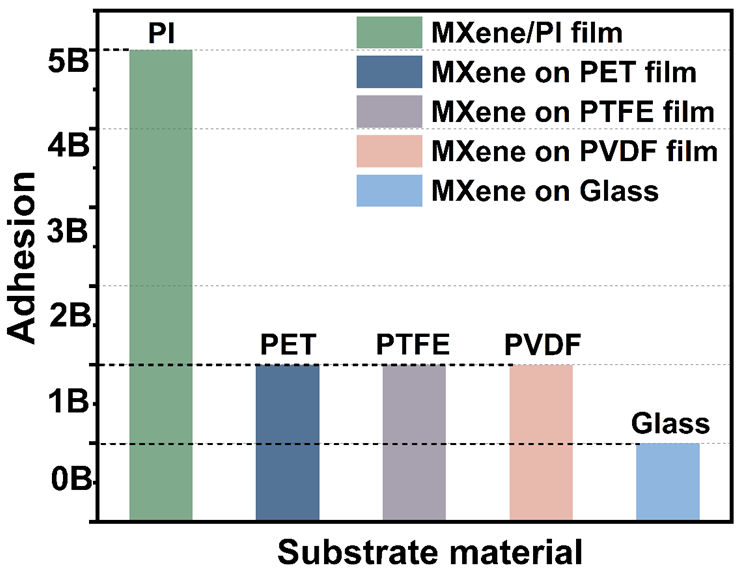 PI
MXene/PI film
MXene on PET film
MXene on PTFE film
MXene on PVDF film
MXene on Glass
5B
4B
3B
2B
1B
0B
Adhesion
PET
PTFE
PVDF
Glass
Substrate material